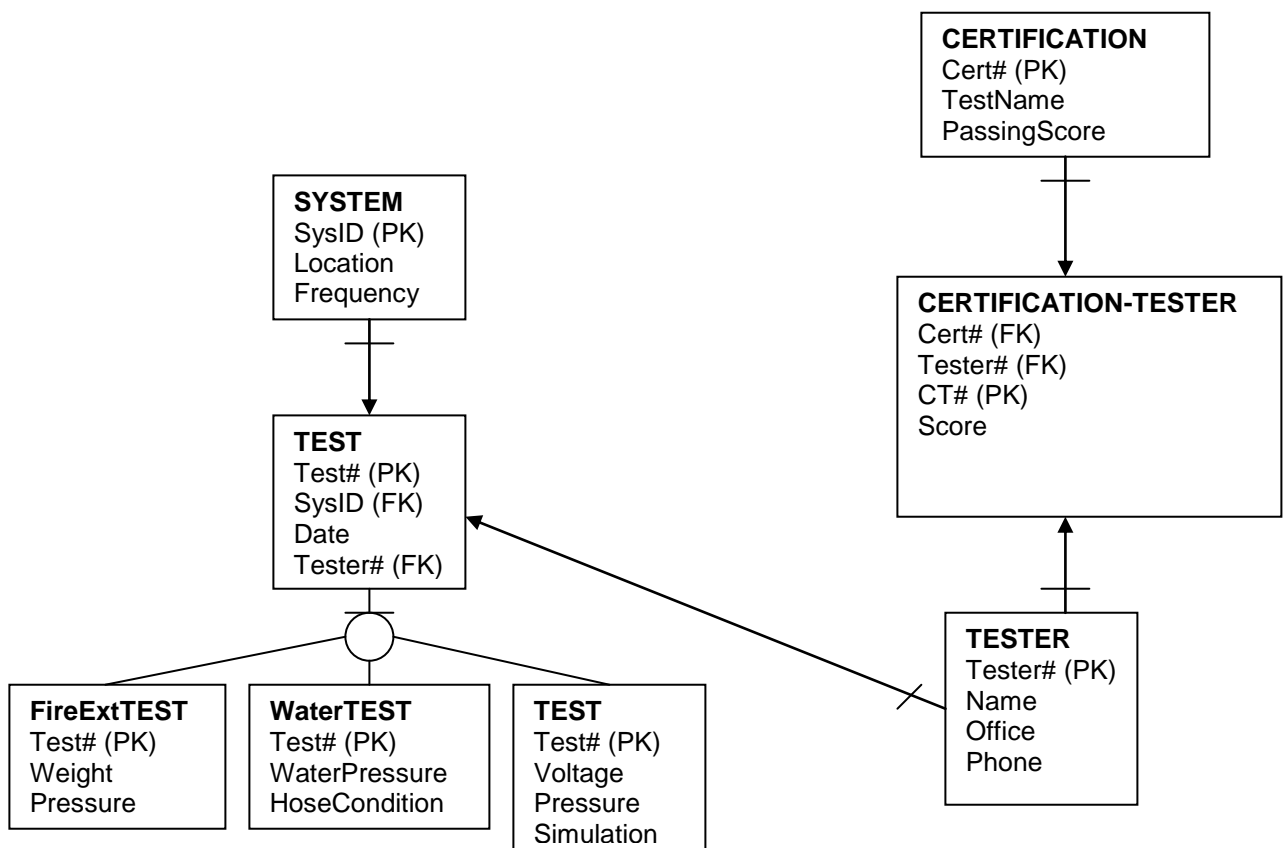 CERTIFICATION
Cert# (PK)
TestName
PassingScore
SYSTEM
SysID (PK)
Location
Frequency
CERTIFICATION-TESTER
Cert# (FK)
Tester# (FK)
CT# (PK)
Score
TEST
Test# (PK)
SysID (FK)
Date
Tester# (FK)
TESTER
Tester# (PK)
Name
Office
Phone
FireExtTEST
Test# (PK)
Weight
Pressure
WaterTEST
Test# (PK)
WaterPressure
HoseCondition
TEST
Test# (PK)
Voltage
Pressure
Simulation